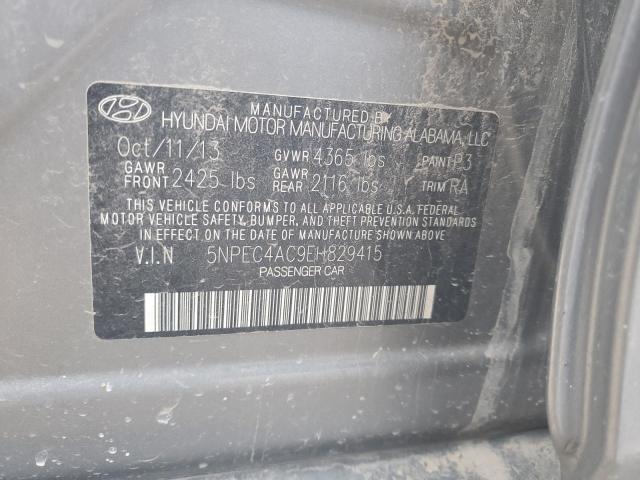 MANUFACTURED BY
HYUNDAI MOTOR MANUFACTURING ALABAMA, LLC
Oct/11/13 GVWR 4365 lbs PAINT P3
GAWR FRONT 2425 lbs GAWR REAR 2116 lbs TRIM RA
THIS VEHICLE CONFORMS TO ALL APPLICABLE U.S.A. FEDERAL
MOTOR VEHICLE SAFETY, BUMPER, AND THEFT PREVENTION STANDARDS
IN EFFECT ON THE DATE OF MANUFACTURE SHOWN ABOVE
V.I.N 5NPEC4AC9EH829415
PASSENGER CAR